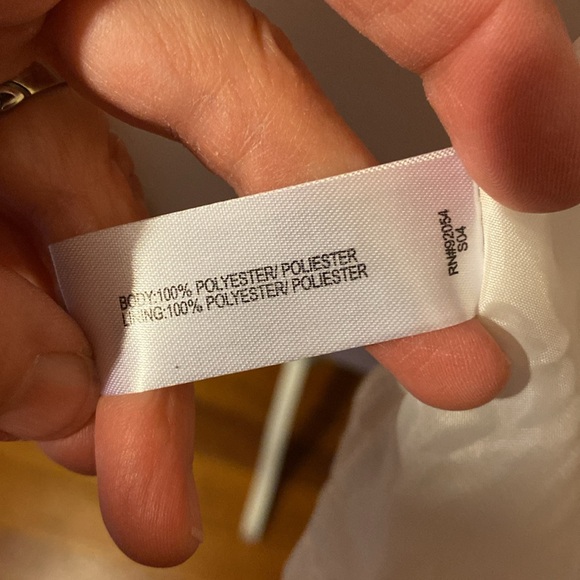 BODY:100% POLYESTER/ POLIESTER
LINING:100% POLYESTER/ POLIESTER
RN#92054
S04